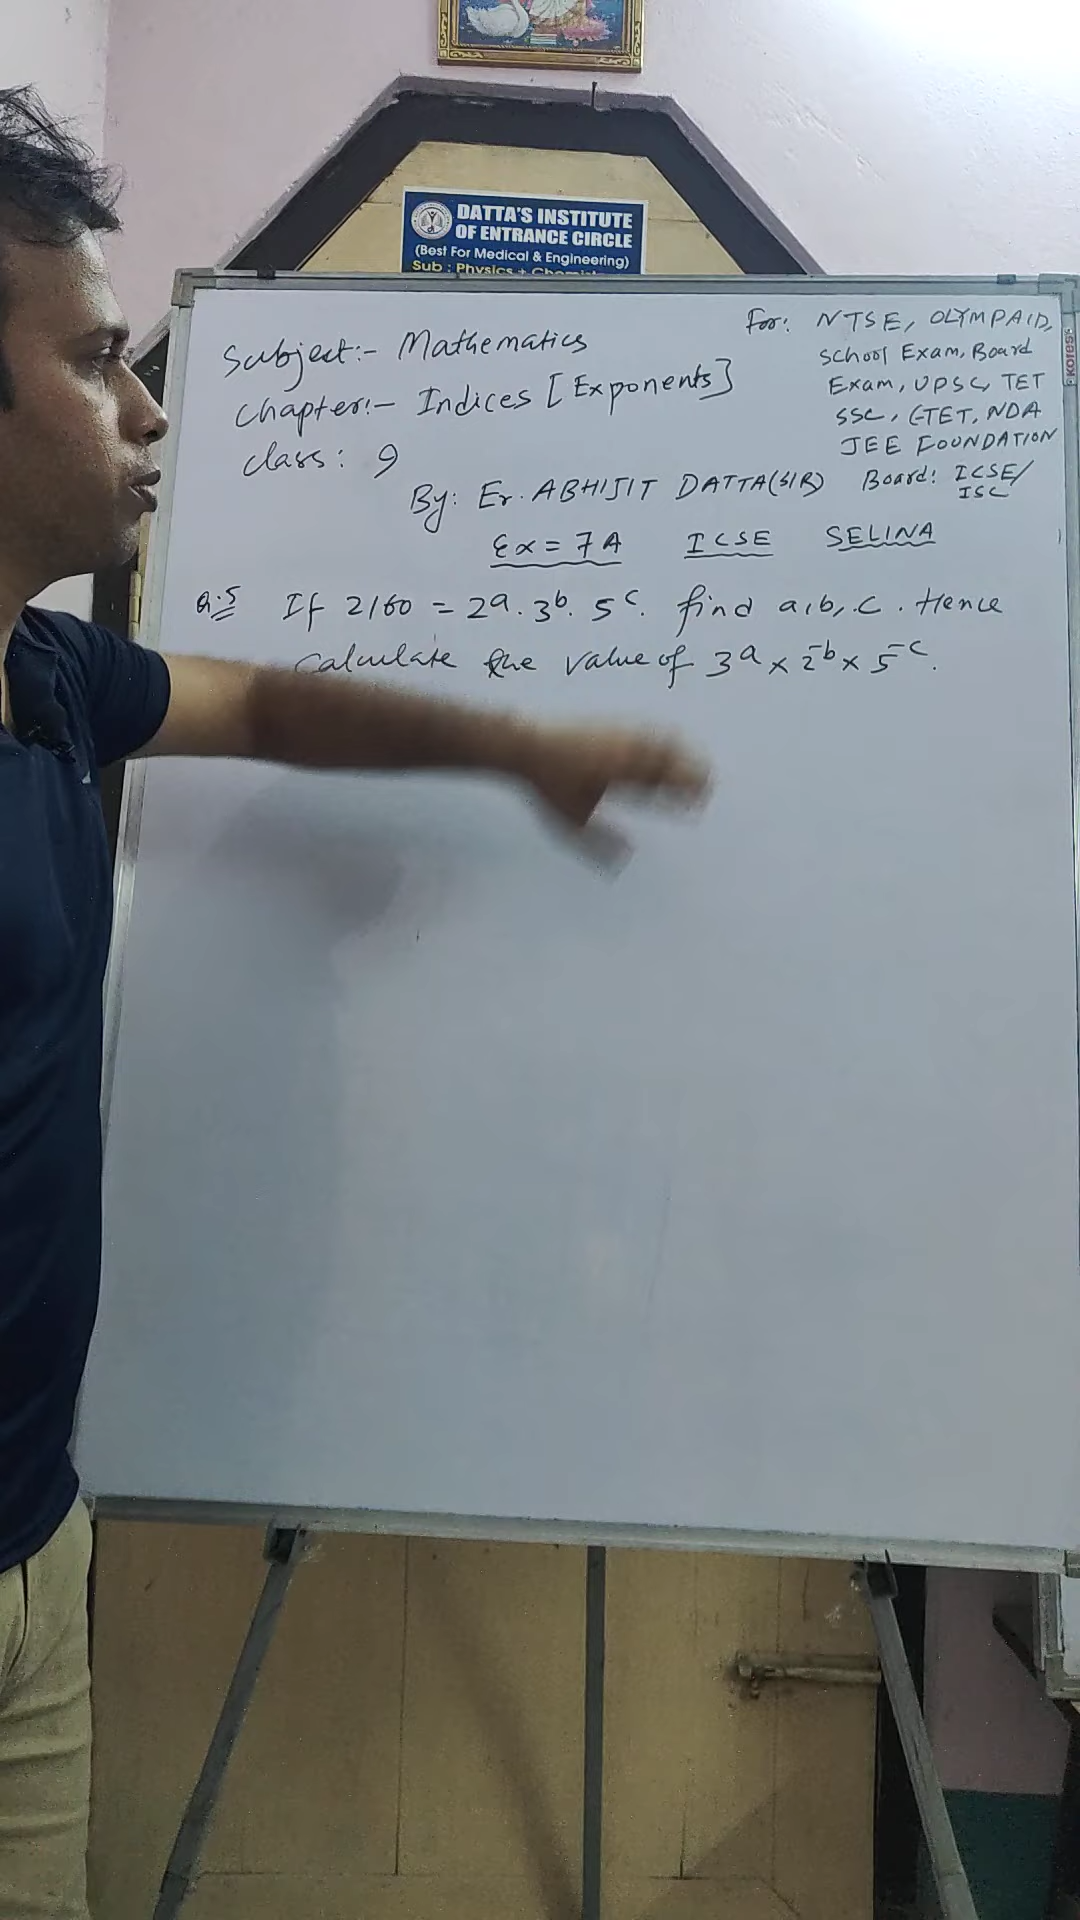 DATTA'S INSTITUTE
OF ENTRANCE CIRCLE
(Best For Medical & Engineering)
Sub : Physics + Chemist
KORES
Subject:- Mathematics
Chapter:- Indices [Exponents]
class: 9
For: NTSE, OLYMPAID,
School Exam, Board
Exam, UPSC, TET
SSC, CTET, NDA
JEE FOUNDATION
By: Er. ABHIJIT DATTA(SIR) Board: ICSE/
ISC
Ex = 7A ICSE SELINA
Q.5 If 2160 = 2ᵃ. 3ᵇ. 5ᶜ. find a,b,c. Hence
calculate the value of 3ᵃ x 2⁻ᵇ x 5⁻ᶜ.